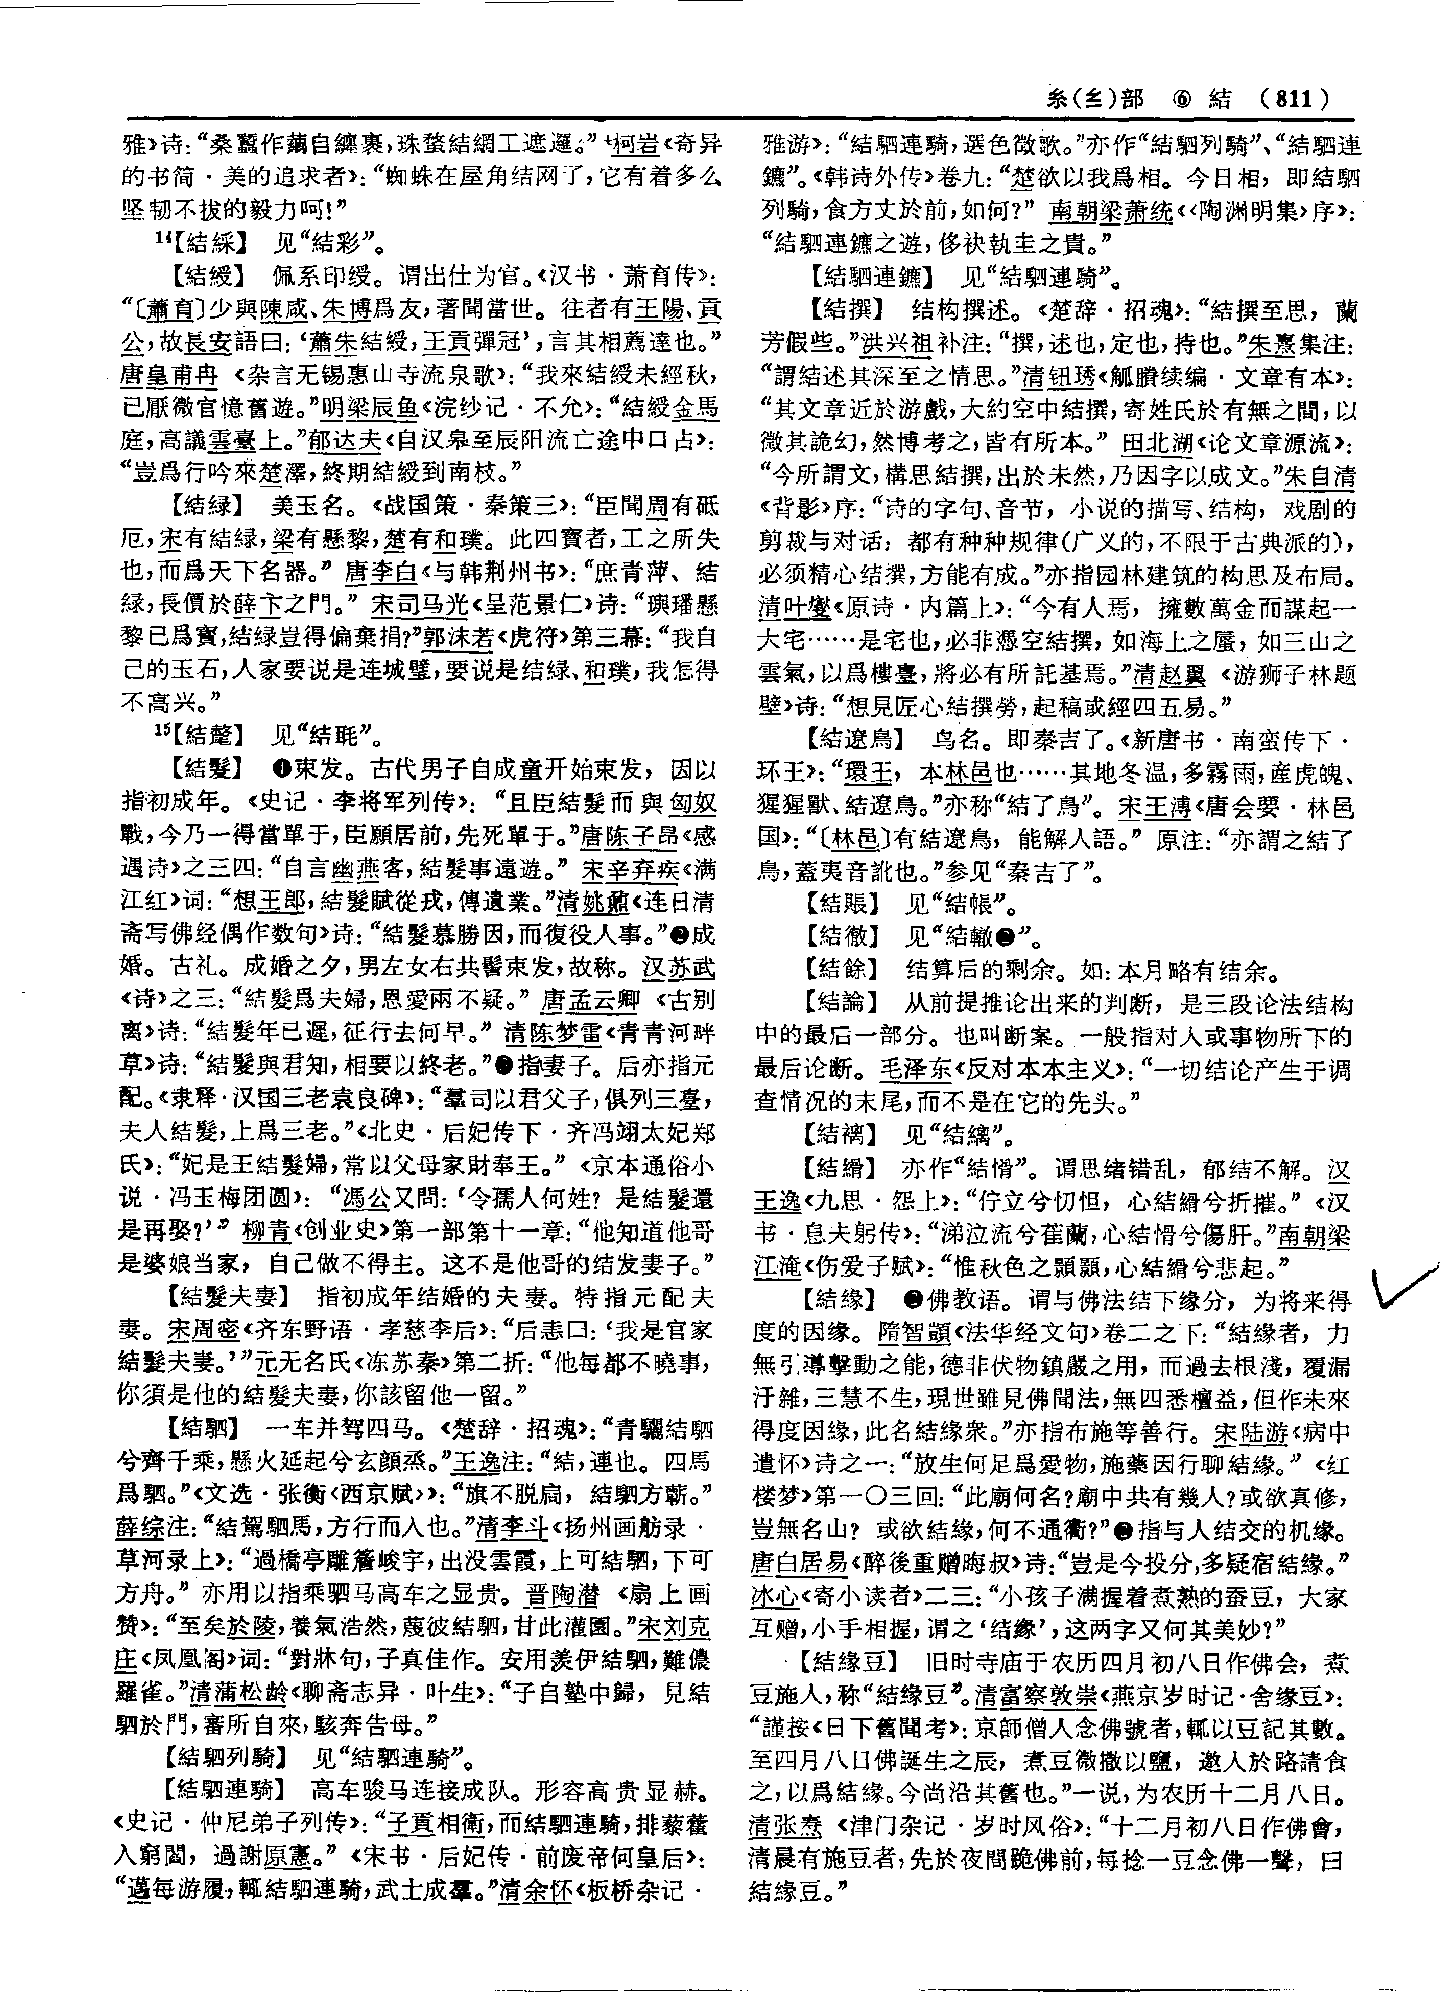 糸(糹)部 ⑥ 結 (811)
雅》诗：“桑蠶作繭自纏裹，珠蝥結網工遮邏。”柯岩《奇异
的书简·美的追求者》：“蜘蛛在屋角结网了，它有着多么
坚韧不拔的毅力呵！”
14【結綵】 见“結彩”。
【結綬】 佩系印绶。谓出仕为官。《汉书·萧育传》：
“〔蕭育〕少與陳咸、朱博爲友，著聞當世。往者有王陽、貢
公，故長安語曰：‘蕭朱結綬，王貢彈冠’，言其相薦達也。”
唐皇甫冉《杂言无锡惠山寺流泉歌》：“我來結綬未經秋，
已厭微官憶舊遊。”明梁辰鱼《浣纱记·不允》：“結綬金馬
庭，高議雲臺上。”郁达夫《自汉皋至辰阳流亡途中口占》：
“豈爲行吟來楚澤，終期結綬到南枝。”
【結緑】 美玉名。《战国策·秦策三》：“臣聞周有砥
厄，宋有結緑，梁有懸黎，楚有和璞。此四寳者，工之所失
也，而爲天下名器。”唐李白《与韩荆州书》：“庶青萍、結
緑，長價於薛卞之門。”宋司马光《呈范景仁》诗：“璵璠懸
黎已爲寳，結緑豈得偏棄捐？”郭沫若《虎符》第三幕：“我自
己的玉石，人家要说是连城璧，要说是结绿、和璞，我怎得
不高兴。”
15【結氂】 见“結毦”。
【結髮】 ❶束发。古代男子自成童开始束发，因以
指初成年。《史记·李将军列传》：“且臣結髮而與匈奴
戰，今乃一得當單于，臣願居前，先死單于。”唐陈子昂《感
遇诗》之三四：“自言幽燕客，結髮事遠遊。”宋辛弃疾《满
江红》词：“想王郎，結髮賦從戎，傳遺業。”清姚鼐《连日清
斋写佛经偶作数句》诗：“結髮慕勝因，而復役人事。”❷成
婚。古礼。成婚之夕，男左女右共髻束发，故称。汉苏武
《诗》之三：“結髮爲夫婦，恩愛兩不疑。”唐孟云卿《古别
离》诗：“結髮年已遲，征行去何早。”清陈梦雷《青青河畔
草》诗：“結髮與君知，相要以終老。”❸指妻子。后亦指元
配。《隶释·汉国三老袁良碑》：“羣司以君父子，俱列三臺，
夫人結髮，上爲三老。”《北史·后妃传下·齐冯翊太妃郑
氏》：“妃是王結髮婦，常以父母家財奉王。”《京本通俗小
说·冯玉梅团圆》：“馮公又問：‘令孺人何姓？是結髮還
是再娶？’”柳青《创业史》第一部第十一章：“他知道他哥
是婆娘当家，自己做不得主。这不是他哥的结发妻子。”
【結髮夫妻】 指初成年结婚的夫妻。特指元配夫
妻。宋周密《齐东野语·孝慈李后》：“后恚曰：‘我是官家
結髮夫妻。’”元无名氏《冻苏秦》第二折：“他每都不曉事，
你須是他的結髮夫妻，你該留他一留。”
【結駟】 一车并驾四马。《楚辞·招魂》：“青驪結駟
兮齊千乘，懸火延起兮玄顔烝。”王逸注：“結，連也。四馬
爲駟。”《文选·张衡〈西京赋〉》：“旗不脱扃，結駟方蘄。”
薛综注：“結駕駟馬，方行而入也。”清李斗《扬州画舫录·
草河录上》：“過橋亭雕簷峻宇，出没雲霞，上可結駟，下可
方舟。”亦用以指乘驷马高车之显贵。晋陶潜《扇上画
赞》：“至矣於陵，養氣浩然，蔑彼結駟，甘此灌園。”宋刘克
庄《凤凰阁》词：“對牀句，子真佳作。安用羨伊結駟，難儂
羅雀。”清蒲松龄《聊斋志异·叶生》：“子自塾中歸，見結
駟於門，審所自來，駭奔告母。”
【結駟列騎】 见“結駟連騎”。
【結駟連騎】 高车骏马连接成队。形容高贵显赫。
《史记·仲尼弟子列传》：“子貢相衛，而結駟連騎，排藜藿
入窮閻，過謝原憲。”《宋书·后妃传·前废帝何皇后》：
“邁每游履，輒結駟連騎，武士成羣。”清余怀《板桥杂记·
雅游》：“結駟連騎，選色徵歌。”亦作“結駟列騎”、“結駟連
鑣”。《韩诗外传》卷九：“楚欲以我爲相。今日相，即結駟
列騎，食方丈於前，如何？”南朝梁萧统《〈陶渊明集〉序》：
“結駟連鑣之遊，侈袂執圭之貴。”
【結駟連鑣】 见“結駟連騎”。
【結撰】 结构撰述。《楚辞·招魂》：“結撰至思，蘭
芳假些。”洪兴祖补注：“撰，述也，定也，持也。”朱熹集注：
“謂結述其深至之情思。”清钮琇《觚賸续编·文章有本》：
“其文章近於游戲，大約空中結撰，寄姓氏於有無之間，以
徵其詭幻，然博考之，皆有所本。”田北湖《论文章源流》：
“今所謂文，構思結撰，出於未然，乃因字以成文。”朱自清
《背影》序：“诗的字句、音节，小说的描写、结构，戏剧的
剪裁与对话，都有种种规律（广义的，不限于古典派的），
必须精心结撰，方能有成。”亦指园林建筑的构思及布局。
清叶燮《原诗·内篇上》：“今有人焉，擁數萬金而謀起一
大宅……是宅也，必非憑空結撰，如海上之蜃，如三山之
雲氣，以爲樓臺，將必有所託基焉。”清赵翼《游狮子林题
壁》诗：“想見匠心結撰勞，起稿或經四五易。”
【結遼鳥】 鸟名。即秦吉了。《新唐书·南蛮传下·
环王》：“環王，本林邑也……其地冬温，多霧雨，産虎魄、
猩猩獸、結遼鳥。”亦称“結了鳥”。宋王溥《唐会要·林邑
国》：“〔林邑〕有結遼鳥，能解人語。”原注：“亦謂之結了
鳥，蓋夷音訛也。”参见“秦吉了”。
【結賬】 见“結帳”。
【結徹】 见“結轍❷”。
【結餘】 结算后的剩余。如：本月略有结余。
【結論】 从前提推论出来的判断，是三段论法结构
中的最后一部分。也叫断案。一般指对人或事物所下的
最后论断。毛泽东《反对本本主义》：“一切结论产生于调
查情况的末尾，而不是在它的先头。”
【結褵】 见“結縭”。
【結縎】 亦作“結愲”。谓思绪错乱，郁结不解。汉
王逸《九思·怨上》：“佇立兮忉怛，心結縎兮折摧。”《汉
书·息夫躬传》：“涕泣流兮萑蘭，心結愲兮傷肝。”南朝梁
江淹《伤爱子赋》：“惟秋色之顥顥，心結縎兮悲起。”
【結緣】 ❶佛教语。谓与佛法结下缘分，为将来得
度的因缘。隋智顗《法华经文句》卷二之下：“結緣者，力
無引導擊動之能，德非伏物鎮嚴之用，而過去根淺，覆漏
汙雜，三慧不生，現世雖見佛聞法，無四悉檀益，但作未來
得度因緣，此名結緣衆。”亦指布施等善行。宋陆游《病中
遣怀》诗之一：“放生何足爲愛物，施藥因行聊結緣。”《红
楼梦》第一〇三回：“此廟何名？廟中共有幾人？或欲真修，
豈無名山？或欲結緣，何不通衢？”❷指与人结交的机缘。
唐白居易《醉後重赠晦叔》诗：“豈是今投分，多疑宿結緣。”
冰心《寄小读者》二三：“小孩子满握着煮熟的蚕豆，大家
互赠，小手相握，谓之‘结缘’，这两字又何其美妙？”
【結緣豆】 旧时寺庙于农历四月初八日作佛会，煮
豆施人，称“結緣豆”。清富察敦崇《燕京岁时记·舍缘豆》：
“謹按《日下舊聞考》：京師僧人念佛號者，輒以豆記其數。
至四月八日佛誕生之辰，煮豆微撒以鹽，邀人於路請食
之，以爲結緣。今尚沿其舊也。”一说，为农历十二月八日。
清张焘《津门杂记·岁时风俗》：“十二月初八日作佛會，
清晨有施豆者，先於夜間跪佛前，每捻一豆念佛一聲，曰
結緣豆。”